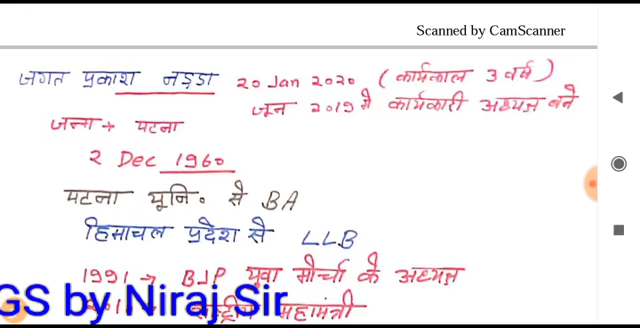 Scanned by CamScanner
जगत प्रकाश नड्डा 20 Jan 2020 (कार्यकाल 3 वर्ष)
जून 2019 में कार्यकारी अध्यक्ष बने
जन्म → पटना
2 Dec 1960
पटना यूनि. से BA
हिमाचल प्रदेश से LLB
1991 → BJP युवा मोर्चा के अध्यक्ष
राष्ट्रीय महामंत्री
GS by Niraj Sir